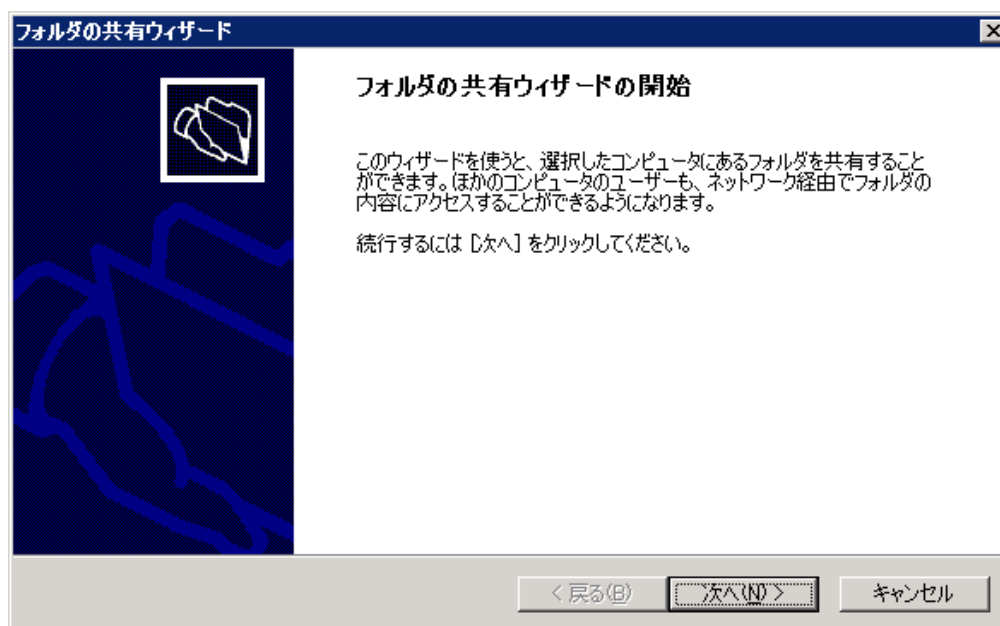 フォルダの共有ウィザード
フォルダの共有ウィザードの開始
このウィザードを使うと、選択したコンピュータにあるフォルダを共有すること
ができます。ほかのコンピュータのユーザーも、ネットワーク経由でフォルダの
内容にアクセスすることができるようになります。
続行するには [次へ] をクリックしてください。
< 戻る(B) 次へ(N) > キャンセル